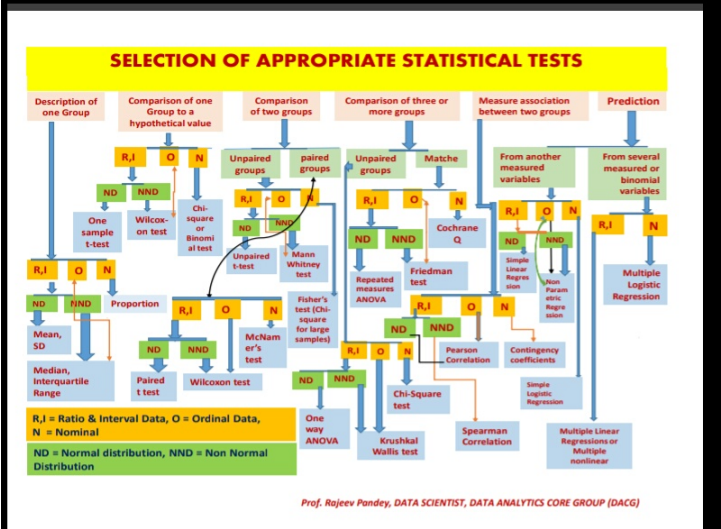 SELECTION OF APPROPRIATE STATISTICAL TESTS
Description of
one Group
Comparison of one
Group to a
hypothetical value
Comparison
of two groups
Comparison of three or
more groups
Measure association
between two groups
Prediction
R,I
O
N
ND
NND
One
sample
t-test
Wilcox-
on test
Chi-
square
or
Binomi
al test
Unpaired
groups
paired
groups
R,I
O
N
ND
NND
Unpaired
t-test
Mann
Whitney
test
Fisher's
test (Chi-
square
for large
samples)
Unpaired
groups
Matche
R,I
O
N
ND
NND
Cochrane
Q
Repeated
measures
ANOVA
Friedman
test
From another
measured
variables
From several
measured or
binomial
variables
R,I
O
N
ND
NND
Simple
Linear
Regres
sion
Non
Param
etric
Regre
ssion
R,I
N
Multiple
Logistic
Regression
R,I
O
N
ND
NND
Proportion
Mean,
SD
Median,
Interquartile
Range
R,I
O
N
ND
NND
McNam
er's
test
Paired
t test
Wilcoxon test
R,I
O
N
ND
NND
Pearson
Correlation
Contingency
coefficients
Spearman
Correlation
R,I
O
N
ND
NND
Chi-Square
test
One
way
ANOVA
Krushkal
Wallis test
Simple
Logistic
Regression
Multiple Linear
Regressions or
Multiple
nonlinear
R,I = Ratio & Interval Data, O = Ordinal Data,
N = Nominal
ND = Normal distribution, NND = Non Normal
Distribution
Prof. Rajeev Pandey, DATA SCIENTIST, DATA ANALYTICS CORE GROUP (DACG)